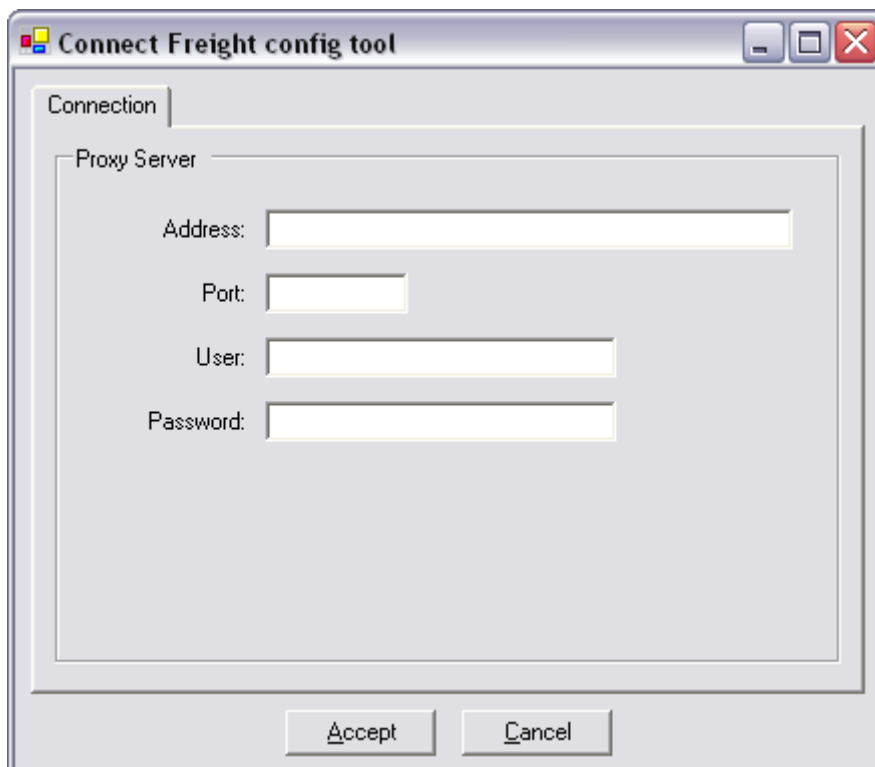 Connect Freight config tool
Connection
Proxy Server
Address:
Port:
User:
Password:
Accept Cancel